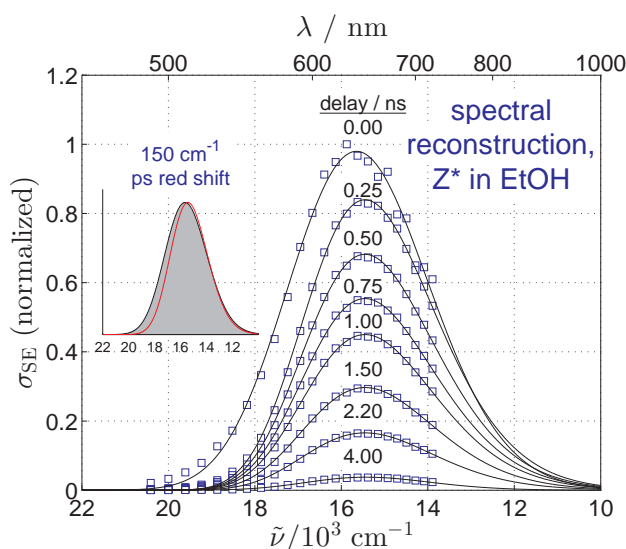 λ / nm
500 600 700 800 1000
1.2
1
0.8
0.6
0.4
0.2
0
σSE (normalized)
delay / ns
0.00
0.25
0.50
0.75
1.00
1.50
2.20
4.00
spectral
reconstruction,
Z* in EtOH
150 cm⁻¹
ps red shift
22 20 18 16 14 12
22 20 18 16 14 12 10
ν̃/10³ cm⁻¹